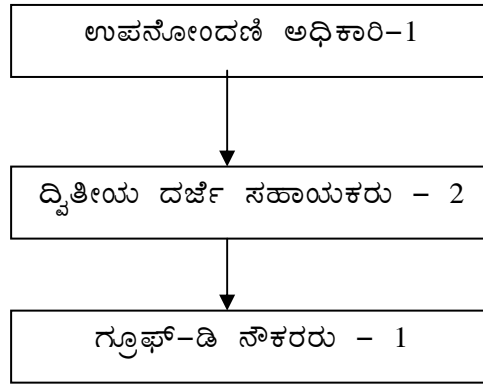 ಉಪನೋಂದಣಿ ಅಧಿಕಾರಿ-1
ದ್ವಿತೀಯ ದರ್ಜೆ ಸಹಾಯಕರು - 2
ಗ್ರೂಫ್-ಡಿ ನೌಕರರು - 1